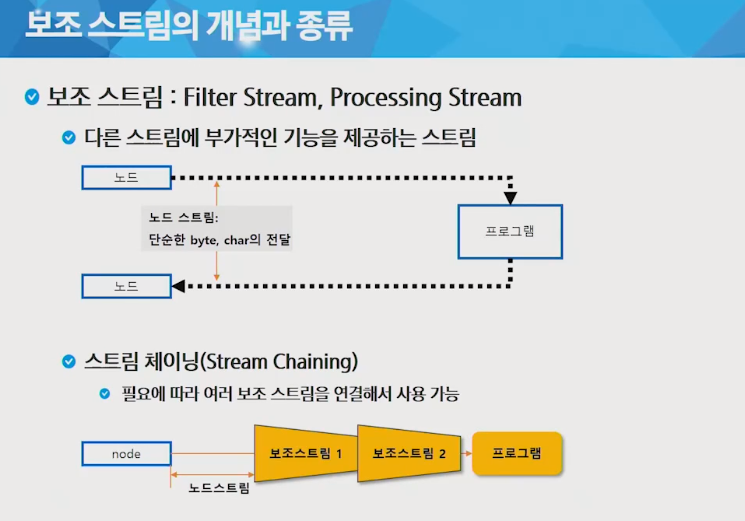 보조 스트림의 개념과 종류
보조 스트림 : Filter Stream, Processing Stream
다른 스트림에 부가적인 기능을 제공하는 스트림
노드
노드 스트림:
단순한 byte, char의 전달
프로그램
노드
스트림 체이닝(Stream Chaining)
필요에 따라 여러 보조 스트림을 연결해서 사용 가능
node
보조스트림 1
보조스트림 2
프로그램
노드스트림